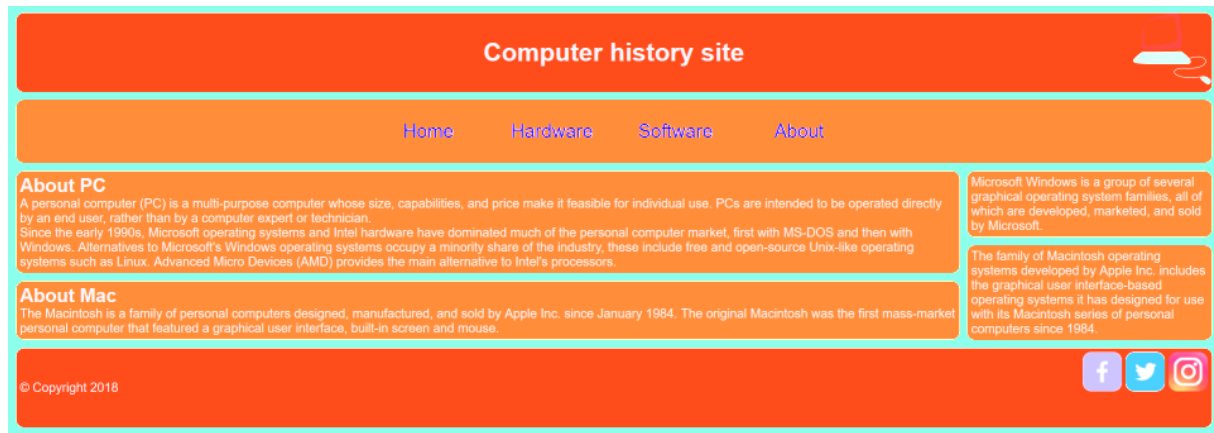 Computer history site
Home Hardware Software About
About PC
A personal computer (PC) is a multi-purpose computer whose size, capabilities, and price make it feasible for individual use. PCs are intended to be operated directly
by an end user, rather than by a computer expert or technician.
Since the early 1990s, Microsoft operating systems and Intel hardware have dominated much of the personal computer market, first with MS-DOS and then with
Windows. Alternatives to Microsoft's Windows operating systems occupy a minority share of the industry, these include free and open-source Unix-like operating
systems such as Linux. Advanced Micro Devices (AMD) provides the main alternative to Intel's processors.
About Mac
The Macintosh is a family of personal computers designed, manufactured, and sold by Apple Inc. since January 1984. The original Macintosh was the first mass-market
personal computer that featured a graphical user interface, built-in screen and mouse.
Microsoft Windows is a group of several
graphical operating system families, all of
which are developed, marketed, and sold
by Microsoft.
The family of Macintosh operating
systems developed by Apple Inc. includes
the graphical user interface-based
operating systems it has designed for use
with its Macintosh series of personal
computers since 1984.
© Copyright 2018